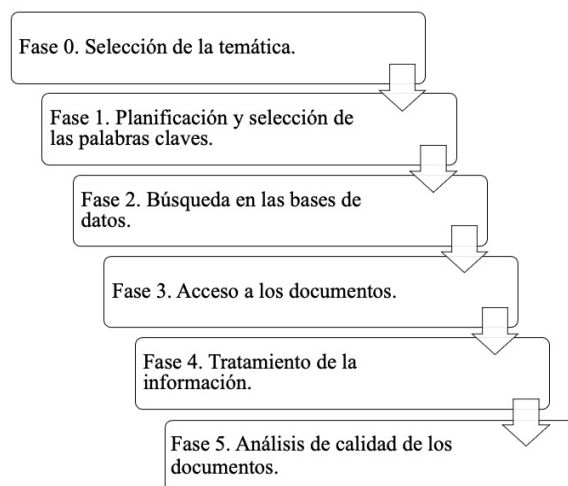 Fase 0. Selección de la temática.
Fase 1. Planificación y selección de
las palabras claves.
Fase 2. Búsqueda en las bases de
datos.
Fase 3. Acceso a los documentos.
Fase 4. Tratamiento de la
información.
Fase 5. Análisis de calidad de los
documentos.